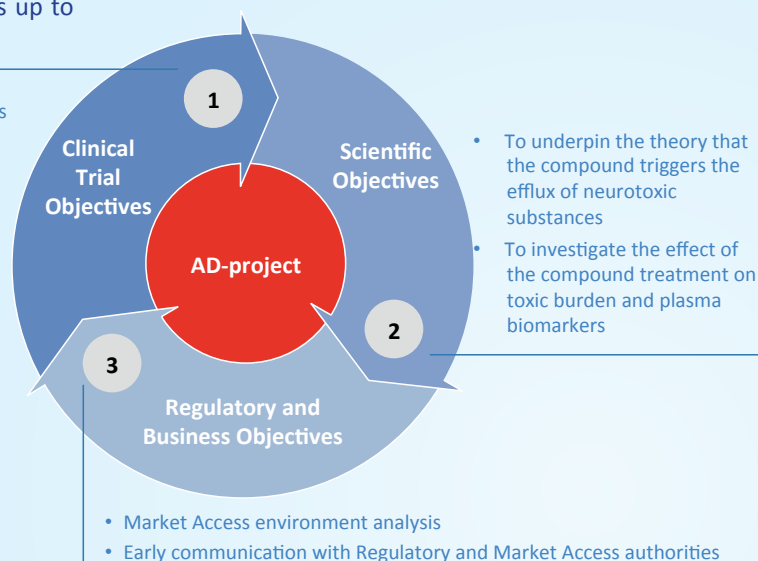 s up to
s
1
Clinical
Trial
Objectives
Scientific
Objectives
• To underpin the theory that
the compound triggers the
efflux of neurotoxic
substances
• To investigate the effect of
the compound treatment on
toxic burden and plasma
biomarkers
AD-project
2
3
Regulatory and
Business Objectives
• Market Access environment analysis
• Early communication with Regulatory and Market Access authorities